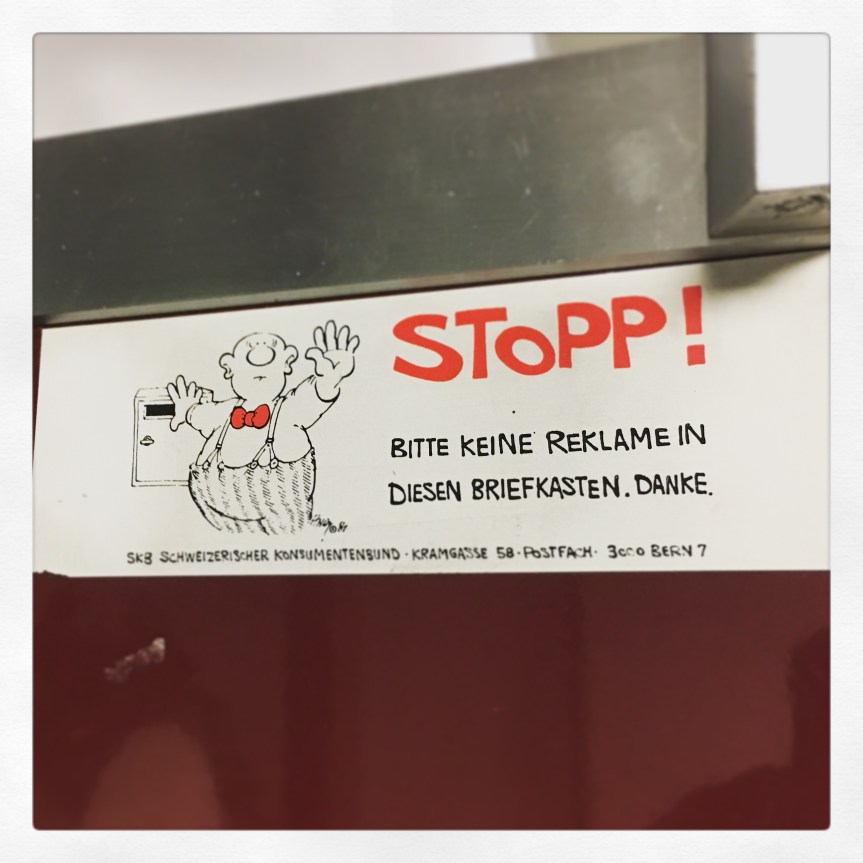 STOPP!
BITTE KEINE REKLAME IN
DIESEN BRIEFKASTEN. DANKE.
SKB SCHWEIZERISCHER KONSUMENTENBUND · KRAMGASSE 58 · POSTFACH · 3000 BERN 7